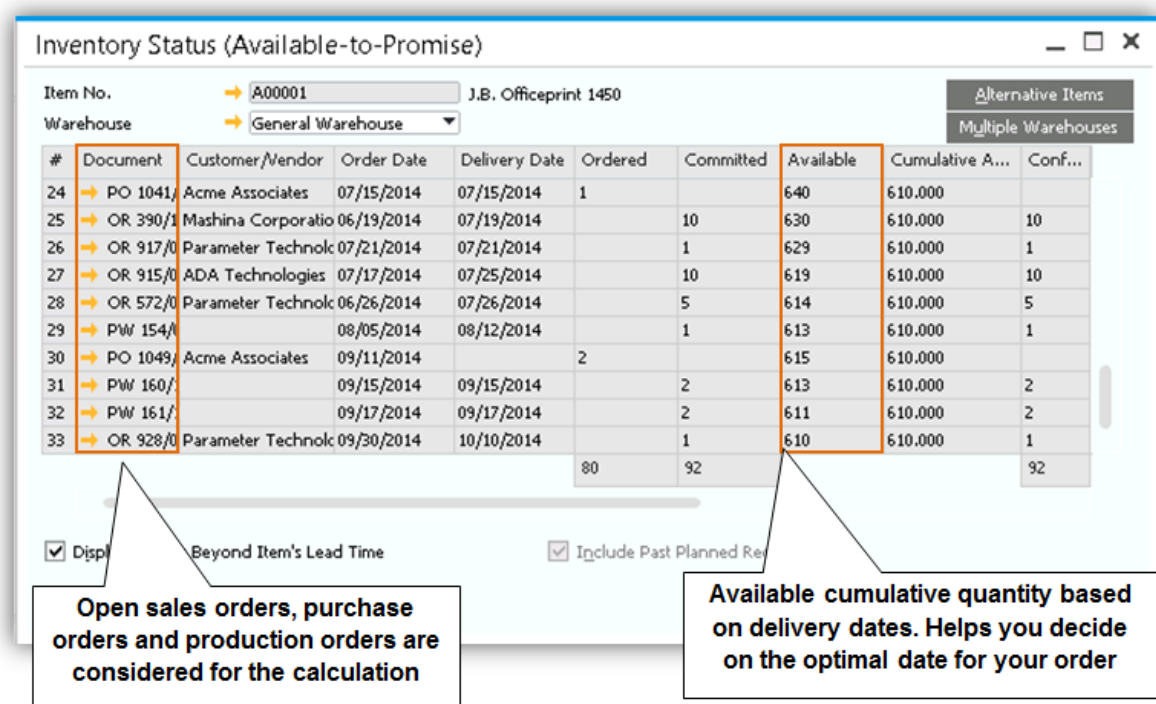 Inventory Status (Available-to-Promise)
Item No. A00001 J.B. Officeprint 1450 Alternative Items
Warehouse General Warehouse Multiple Warehouses
# Document Customer/Vendor Order Date Delivery Date Ordered Committed Available Cumulative A... Conf...
24 PO 1041/ Acme Associates 07/15/2014 07/15/2014 1 640 610.000
25 OR 390/1 Mashina Corporatio 06/19/2014 07/19/2014 10 630 610.000 10
26 OR 917/0 Parameter Technolo 07/21/2014 07/21/2014 1 629 610.000 1
27 OR 915/0 ADA Technologies 07/17/2014 07/25/2014 10 619 610.000 10
28 OR 572/0 Parameter Technolo 06/26/2014 07/26/2014 5 614 610.000 5
29 PW 154/0 08/05/2014 08/12/2014 1 613 610.000 1
30 PO 1049/ Acme Associates 09/11/2014 2 615 610.000
31 PW 160/ 09/15/2014 09/15/2014 2 613 610.000 2
32 PW 161/ 09/17/2014 09/17/2014 2 611 610.000 2
33 OR 928/0 Parameter Technolo 09/30/2014 10/10/2014 1 610 610.000 1
80 92 92
Beyond Item's Lead Time Include Past Planned
Open sales orders, purchase
orders and production orders are
considered for the calculation
Available cumulative quantity based
on delivery dates. Helps you decide
on the optimal date for your order